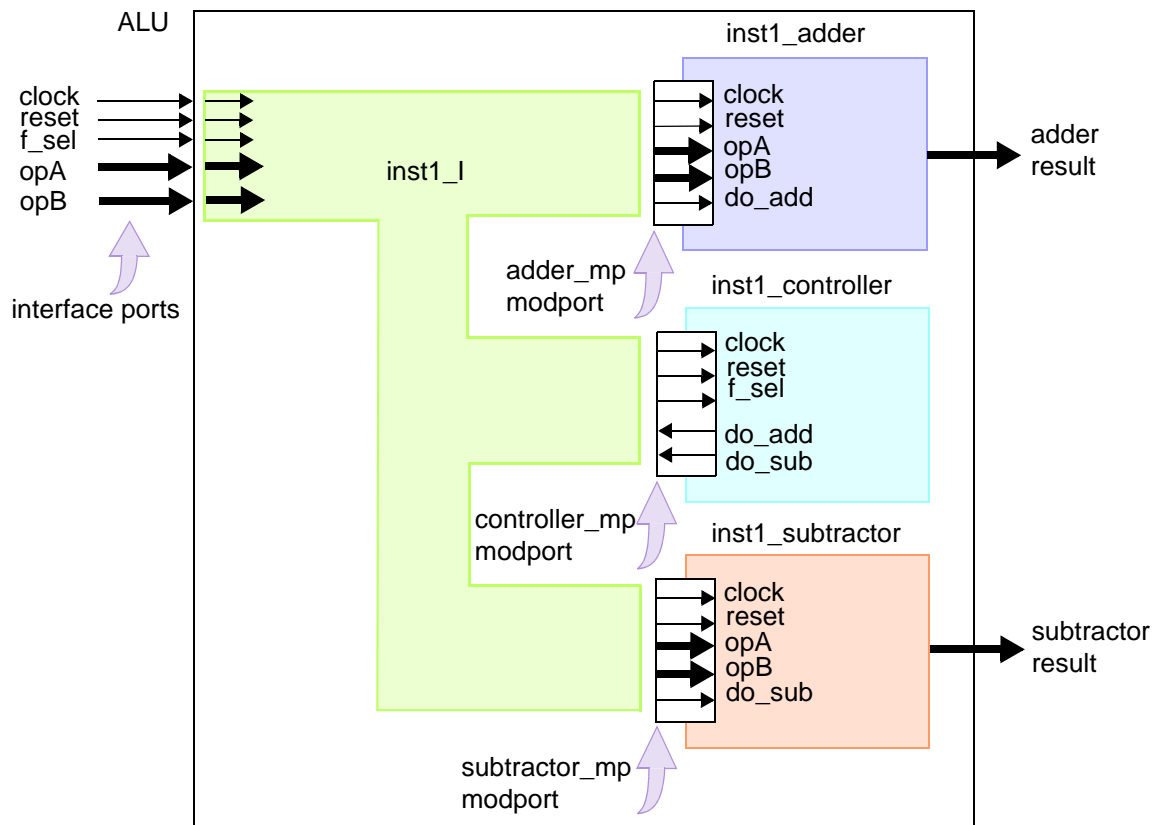 ALU
clock
reset
f_sel
opA
opB
interface ports
inst1_I
inst1_adder
clock
reset
opA
opB
do_add
adder_mp
modport
adder
result
inst1_controller
clock
reset
f_sel
do_add
do_sub
controller_mp
modport
inst1_subtractor
clock
reset
opA
opB
do_sub
subtractor_mp
modport
subtractor
result